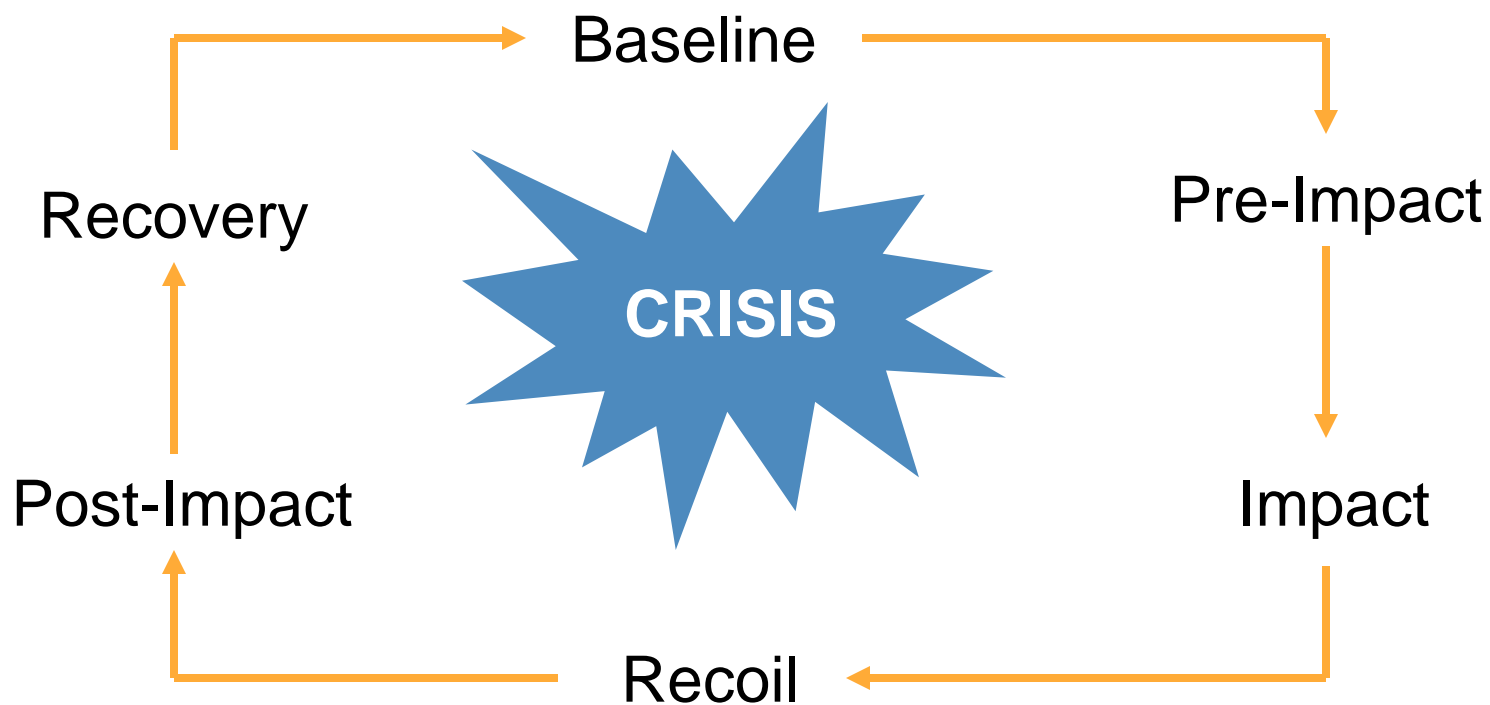 Baseline
Pre-Impact
Recovery
CRISIS
Post-Impact
Impact
Recoil